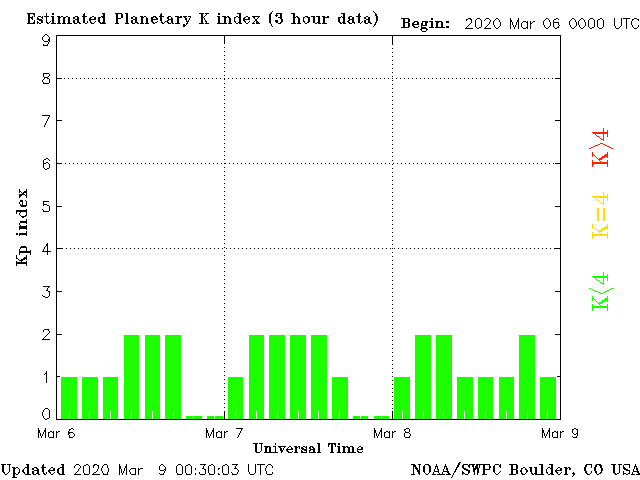 Estimated Planetary K index (3 hour data)
Begin: 2020 Mar 06 0000 UTC
9
8
7
6
5
4
3
2
1
0
Kp index
K>4
K=4
K<4
Mar 6 Mar 7 Mar 8 Mar 9
Universal Time
Updated 2020 Mar 9 00:30:03 UTC
NOAA/SWPC Boulder, CO USA